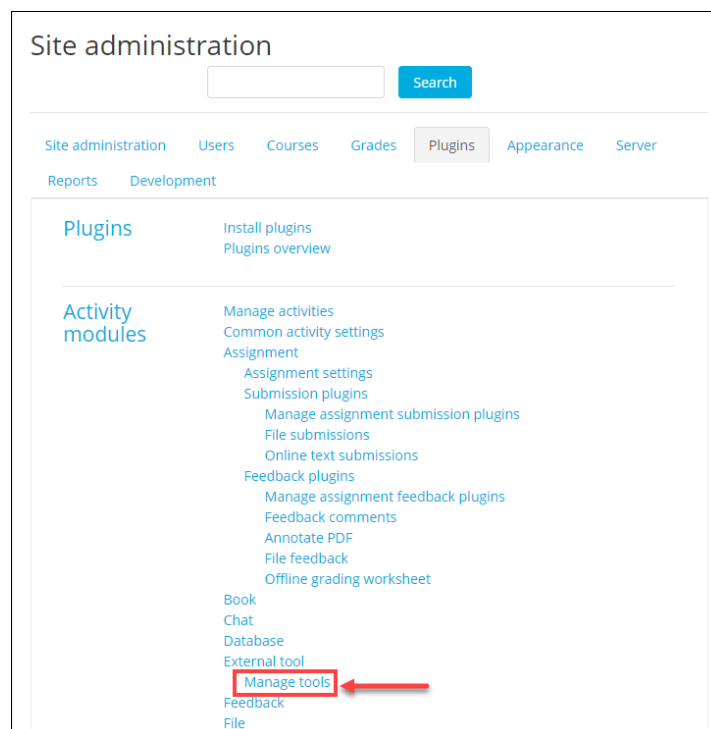 Site administration
Search
Site administration Users Courses Grades Plugins Appearance Server
Reports Development
Plugins
Install plugins
Plugins overview
Activity modules
Manage activities
Common activity settings
Assignment
Assignment settings
Submission plugins
Manage assignment submission plugins
File submissions
Online text submissions
Feedback plugins
Manage assignment feedback plugins
Feedback comments
Annotate PDF
File feedback
Offline grading worksheet
Book
Chat
Database
External tool
Manage tools
Feedback
File